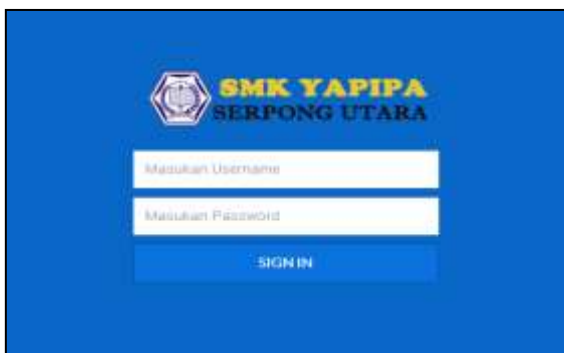 SMK YAPIPA
SERPONG UTARA
Masukan Username
Masukan Password
SIGN IN